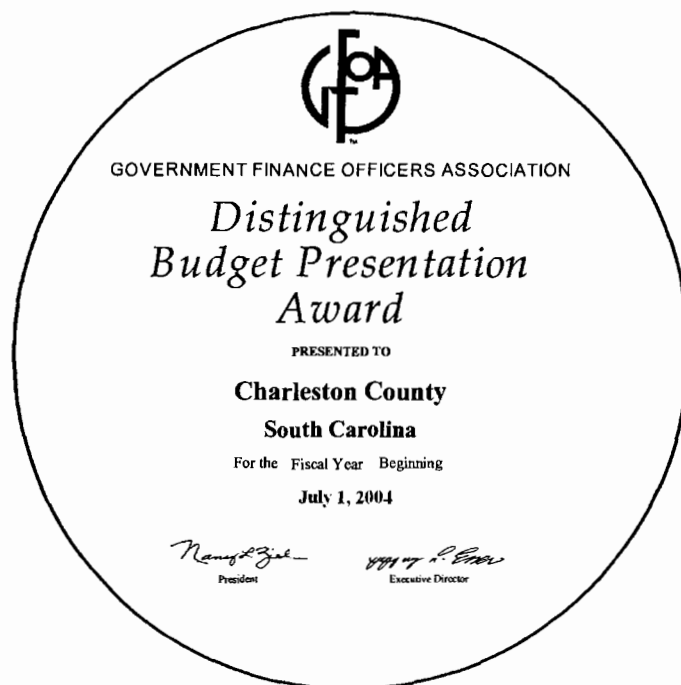 GFOA
TM
GOVERNMENT FINANCE OFFICERS ASSOCIATION
Distinguished
Budget Presentation
Award
PRESENTED TO
Charleston County
South Carolina
For the Fiscal Year Beginning
July 1, 2004
President
Executive Director